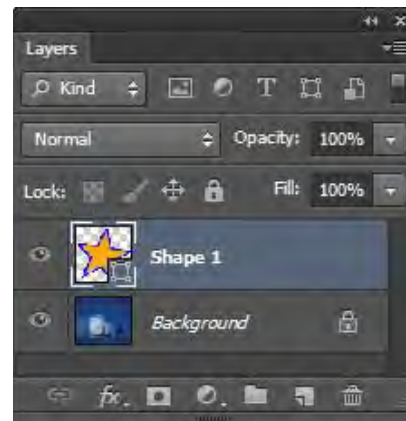 Layers
Kind T
Normal Opacity: 100%
Lock: Fill: 100%
Shape 1
Background
fx.